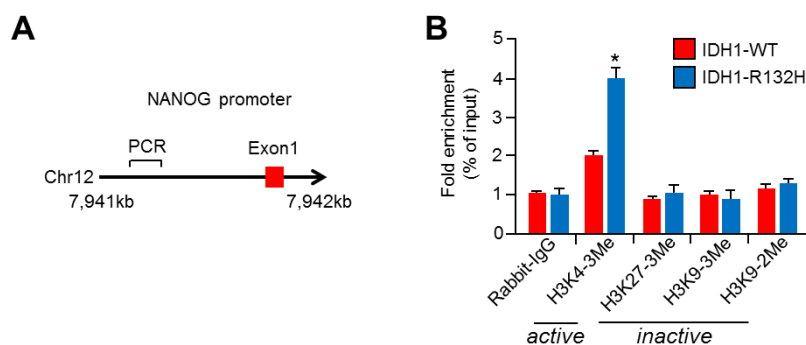 A
NANOG promoter
PCR
Exon1
Chr12
7,941kb
7,942kb
B
IDH1-WT
IDH1-R132H
Fold enrichment
(% of input)
5
4
3
2
1
0
*
Rabbit-IgG
H3K4-3Me
H3K27-3Me
H3K9-3Me
H3K9-2Me
active
inactive